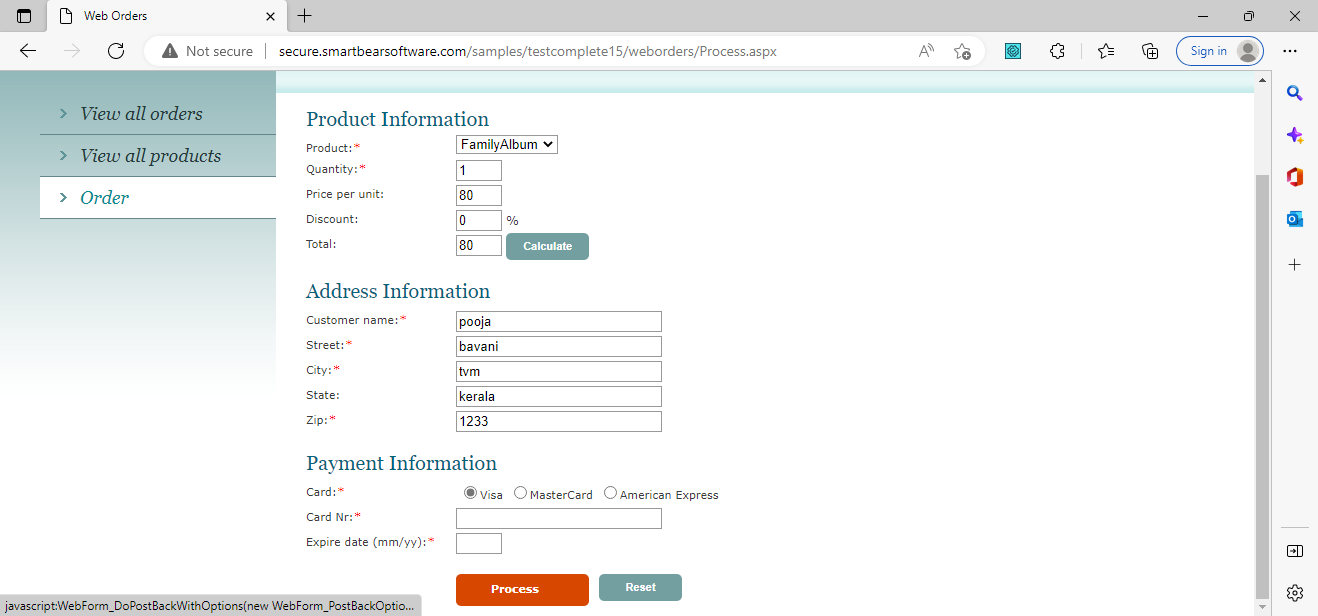 Web Orders
Not secure
secure.smartbearsoftware.com/samples/testcomplete15/weborders/Process.aspx
Sign in
View all orders
View all products
Order
Product Information
Product:* FamilyAlbum
Quantity:* 1
Price per unit: 80
Discount: 0 %
Total: 80 Calculate
Address Information
Customer name:* pooja
Street:* bavani
City:* tvm
State: kerala
Zip:* 1233
Payment Information
Card:* Visa MasterCard American Express
Card Nr:*
Expire date (mm/yy):*
Process Reset
javascript:WebForm_DoPostBackWithOptions(new WebForm_PostBackOptio...